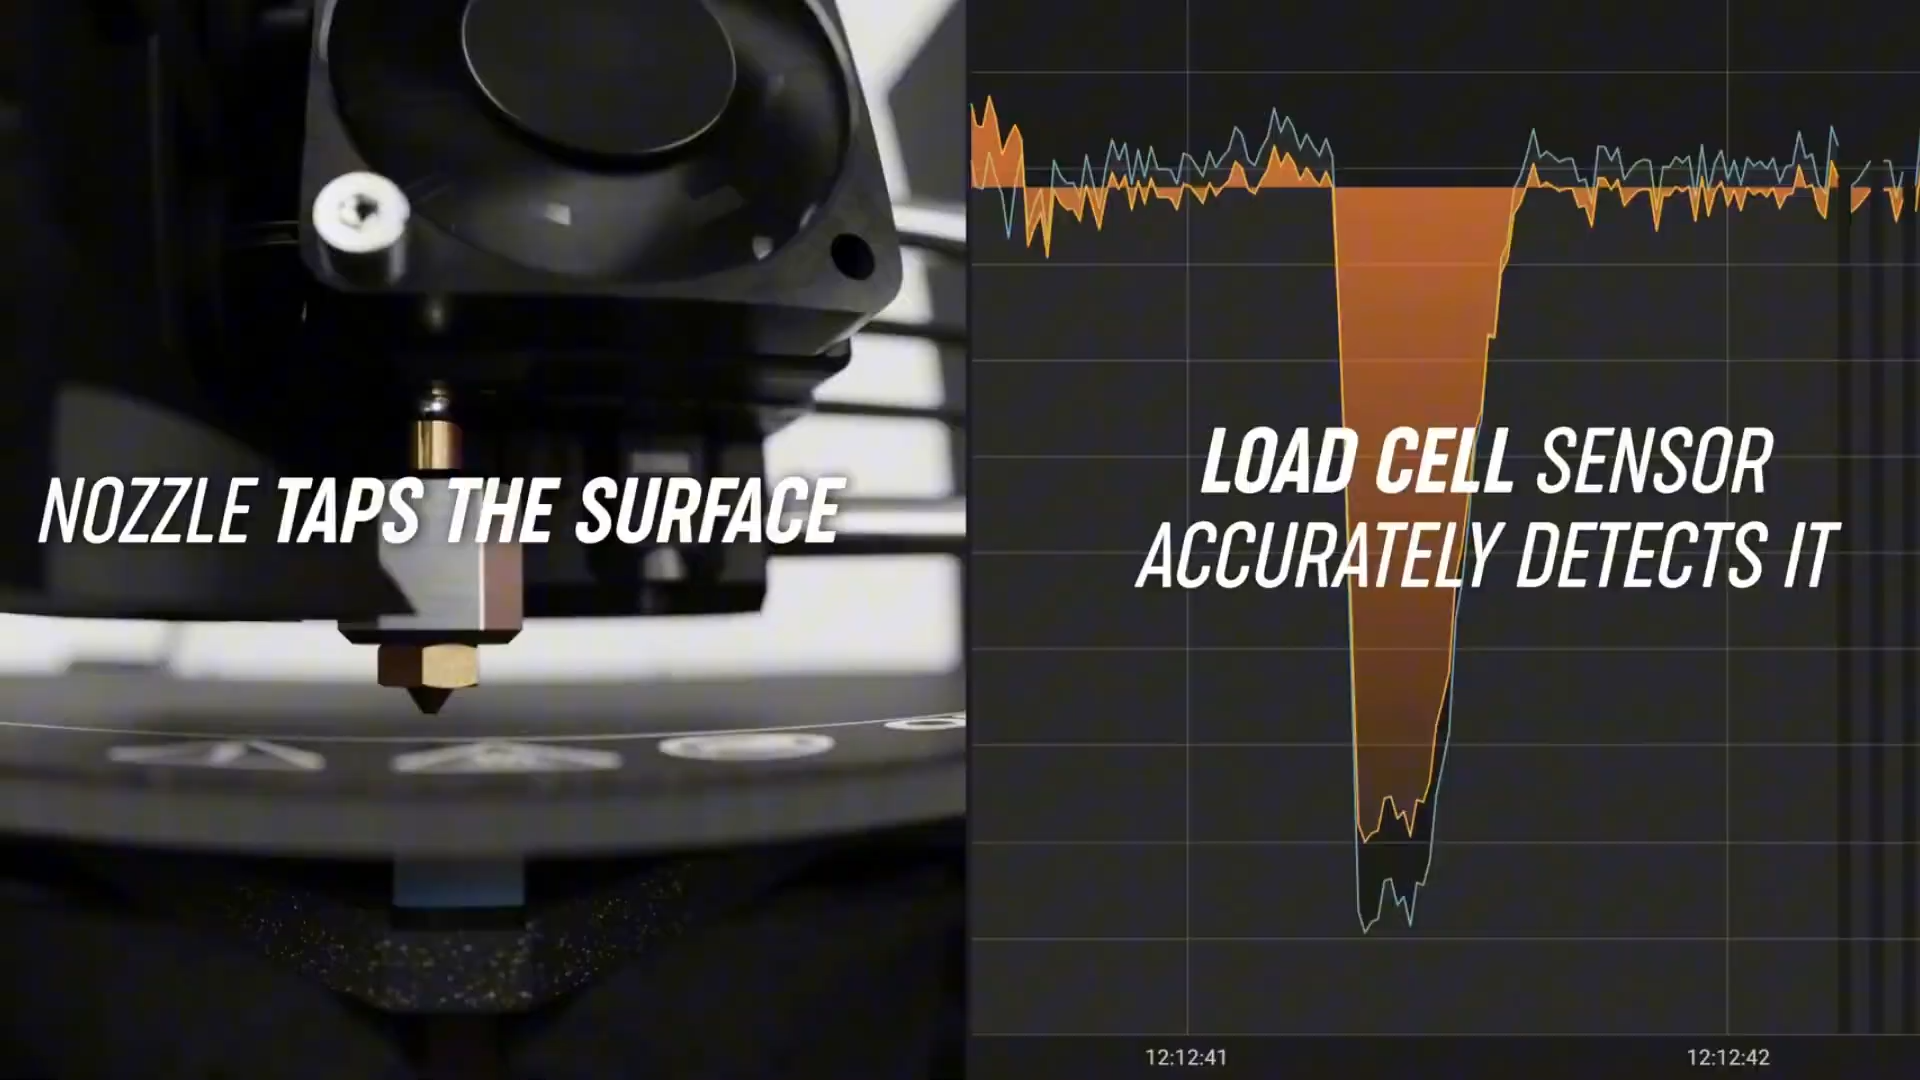 NOZZLE TAPS THE SURFACE
LOAD CELL SENSOR
ACCURATELY DETECTS IT
12:12:41
12:12:42